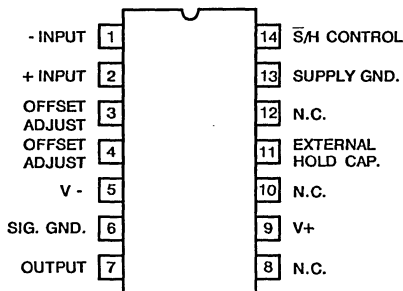 - INPUT 1
+ INPUT 2
OFFSET
ADJUST 3
OFFSET
ADJUST 4
V - 5
SIG. GND. 6
OUTPUT 7
14 S̅/H CONTROL
13 SUPPLY GND.
12 N.C.
11 EXTERNAL
HOLD CAP.
10 N.C.
9 V+
8 N.C.